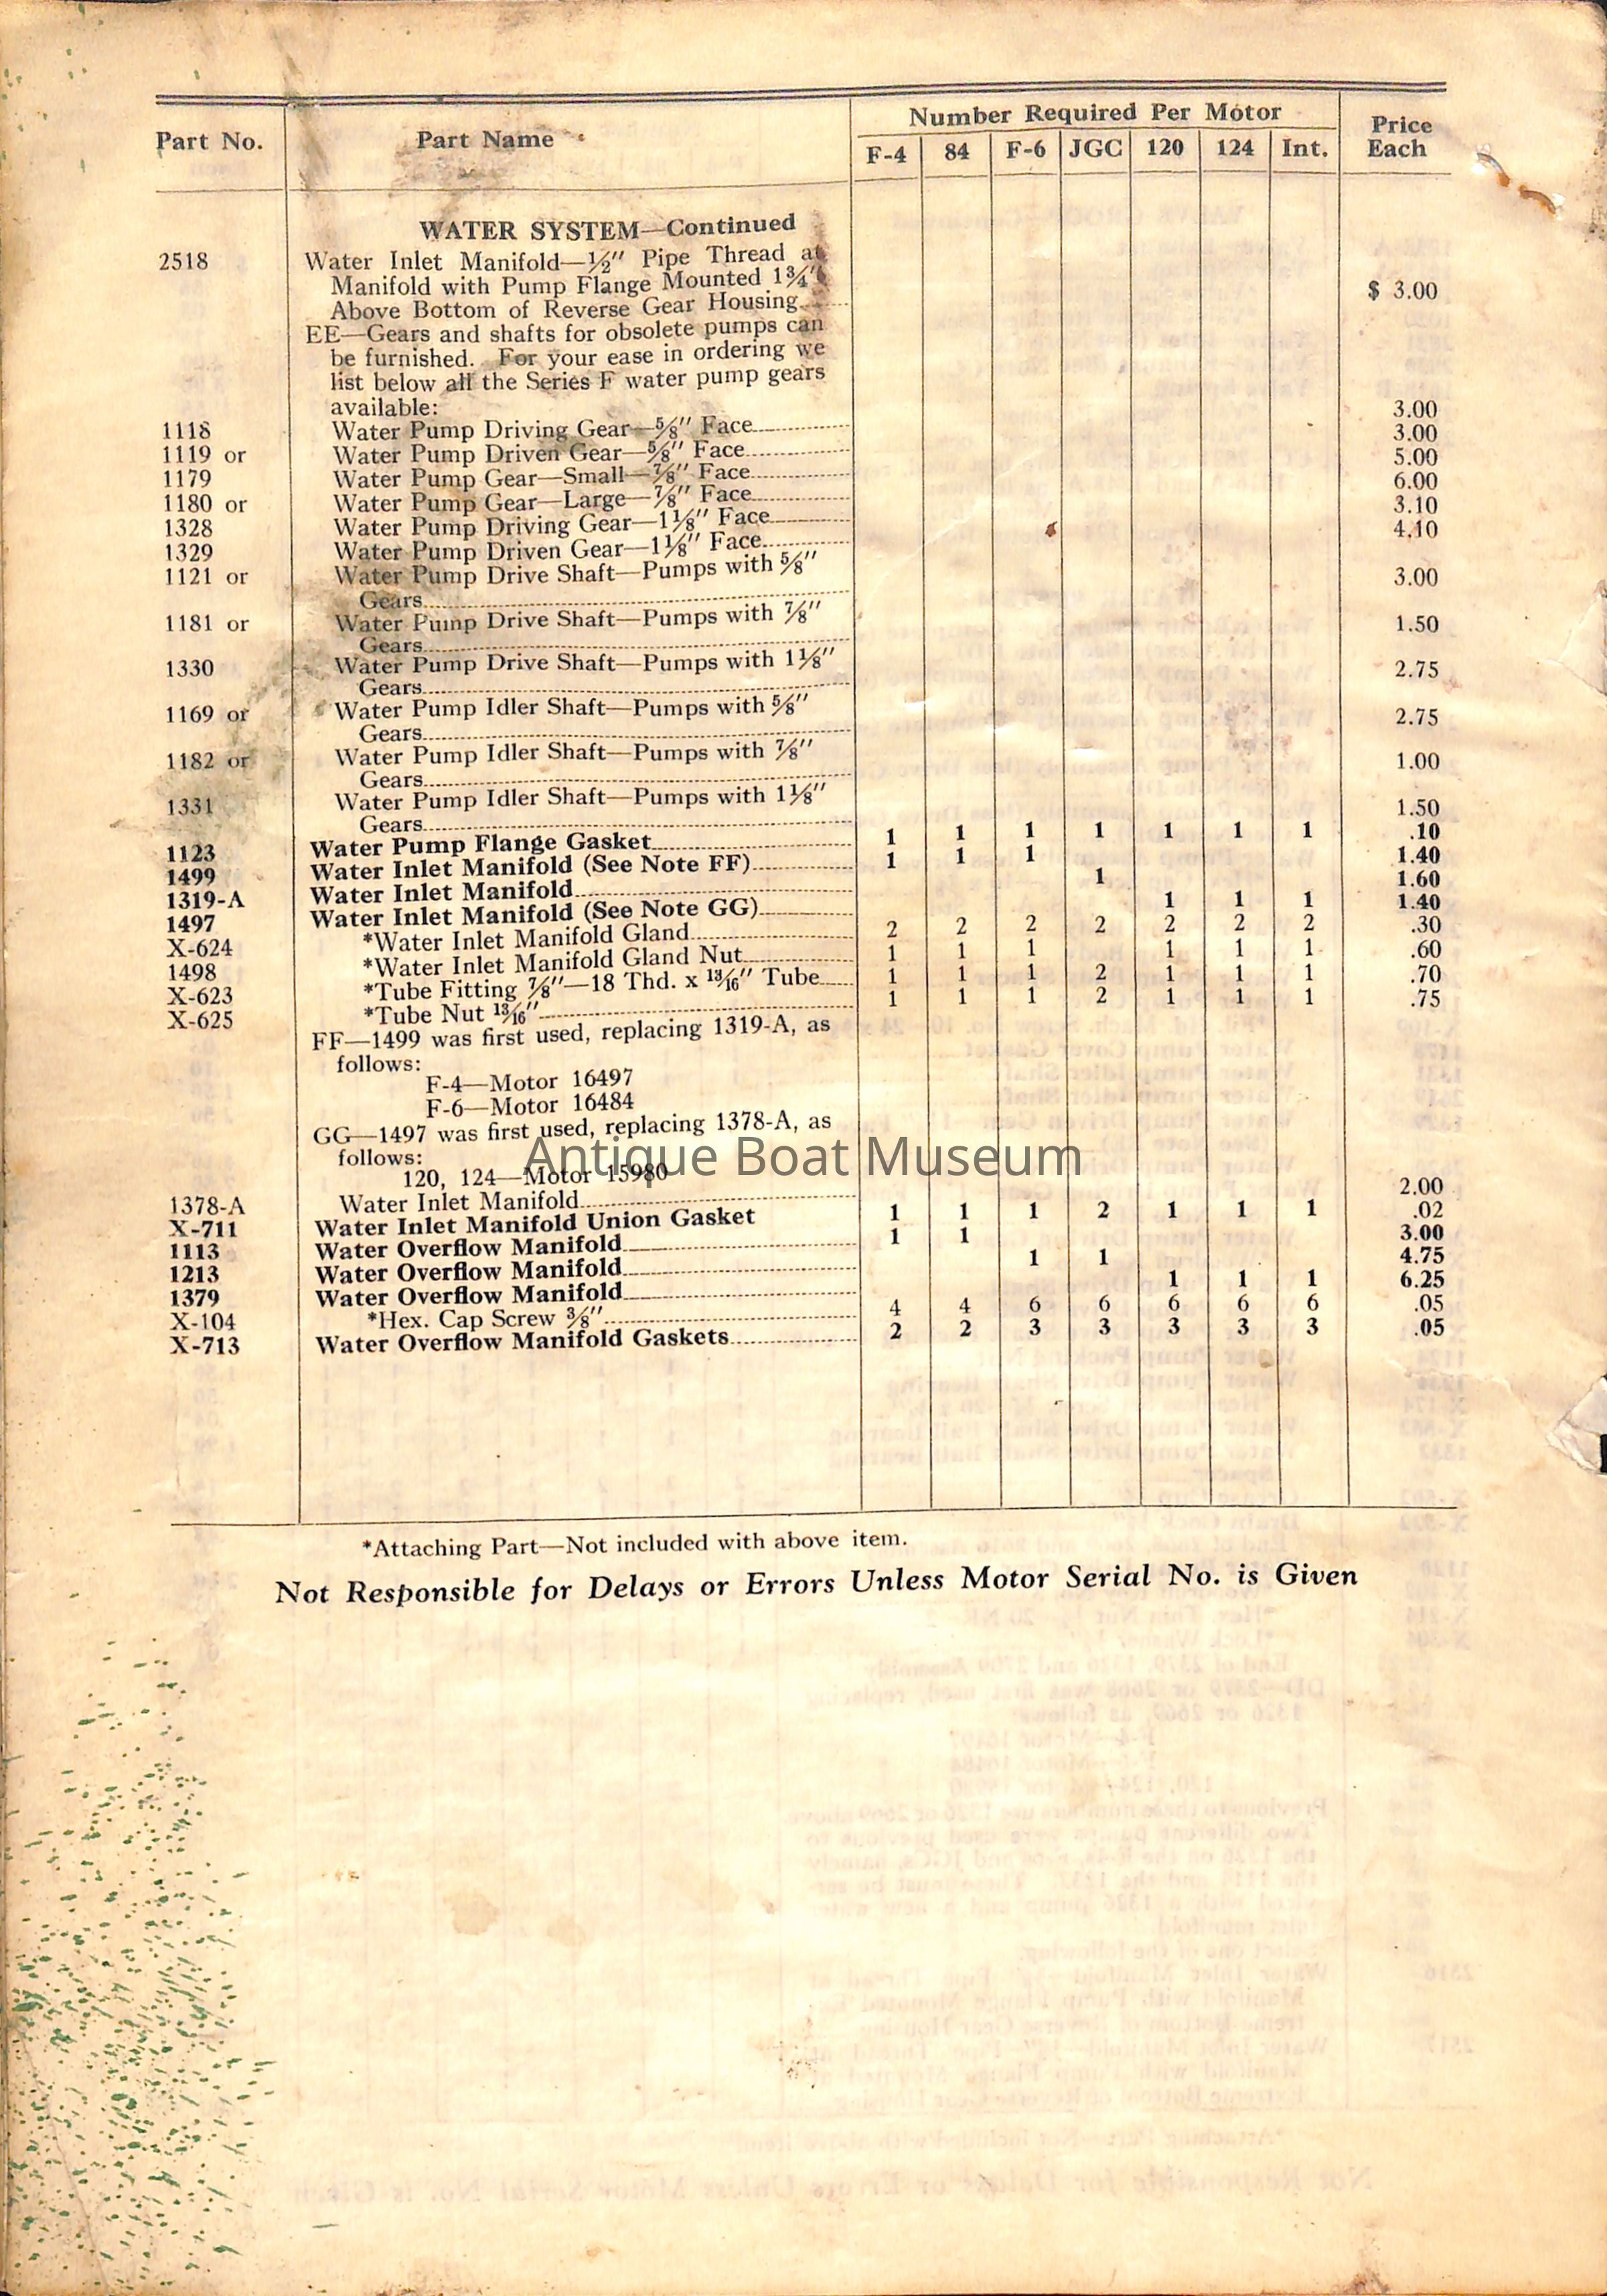 Part No. Part Name Number Required Per Motor Price Each
F-4 84 F-6 JGC 120 124 Int.
WATER SYSTEM—Continued
2518 Water Inlet Manifold—½″ Pipe Thread at
Manifold with Pump Flange Mounted 1¾″
Above Bottom of Reverse Gear Housing $ 3.00
EE—Gears and shafts for obsolete pumps can
be furnished. For your ease in ordering we
list below all the Series F water pump gears
available:
1118 Water Pump Driving Gear—⅝″ Face 3.00
1119 or Water Pump Driven Gear—⅝″ Face 3.00
1179 Water Pump Gear—Small—⅞″ Face 5.00
1180 or Water Pump Gear—Large—⅞″ Face 6.00
1328 Water Pump Driving Gear—1⅛″ Face 3.10
1329 Water Pump Driven Gear—1⅛″ Face 4.10
1121 or Water Pump Drive Shaft—Pumps with ⅝″
Gears 3.00
1181 or Water Pump Drive Shaft—Pumps with ⅞″
Gears 1.50
1330 Water Pump Drive Shaft—Pumps with 1⅛″
Gears 2.75
1169 or Water Pump Idler Shaft—Pumps with ⅝″
Gears 2.75
1182 or Water Pump Idler Shaft—Pumps with ⅞″
Gears 1.00
1331 Water Pump Idler Shaft—Pumps with 1⅛″
Gears 1.50
1123 Water Pump Flange Gasket 1 1 1 1 1 1 1 .10
1499 Water Inlet Manifold (See Note FF) 1 1 1 1.40
1319-A Water Inlet Manifold 1 1.60
1497 Water Inlet Manifold (See Note GG) 1 1 1 1.40
X-624 *Water Inlet Manifold Gland 2 2 2 2 2 2 2 .30
1498 *Water Inlet Manifold Gland Nut 1 1 1 1 1 1 .60
X-623 *Tube Fitting ⅞″—18 Thd. x 13/16″ Tube 1 1 1 2 1 1 1 .70
X-625 *Tube Nut 13/16″ 1 1 1 2 1 1 1 .75
FF—1499 was first used, replacing 1319-A, as
follows:
F-4—Motor 16497
F-6—Motor 16484
GG—1497 was first used, replacing 1378-A, as
follows:
120, 124—Motor 15980
Antique Boat Museum
1378-A Water Inlet Manifold 2.00
X-711 Water Inlet Manifold Union Gasket 1 1 1 2 1 1 1 .02
1113 Water Overflow Manifold 1 1 3.00
1213 Water Overflow Manifold 1 1 4.75
1379 Water Overflow Manifold 1 1 1 6.25
X-104 *Hex. Cap Screw ⅜″ 4 4 6 6 6 6 6 .05
X-713 Water Overflow Manifold Gaskets 2 2 3 3 3 3 3 .05
*Attaching Part—Not included with above item.
Not Responsible for Delays or Errors Unless Motor Serial No. is Given